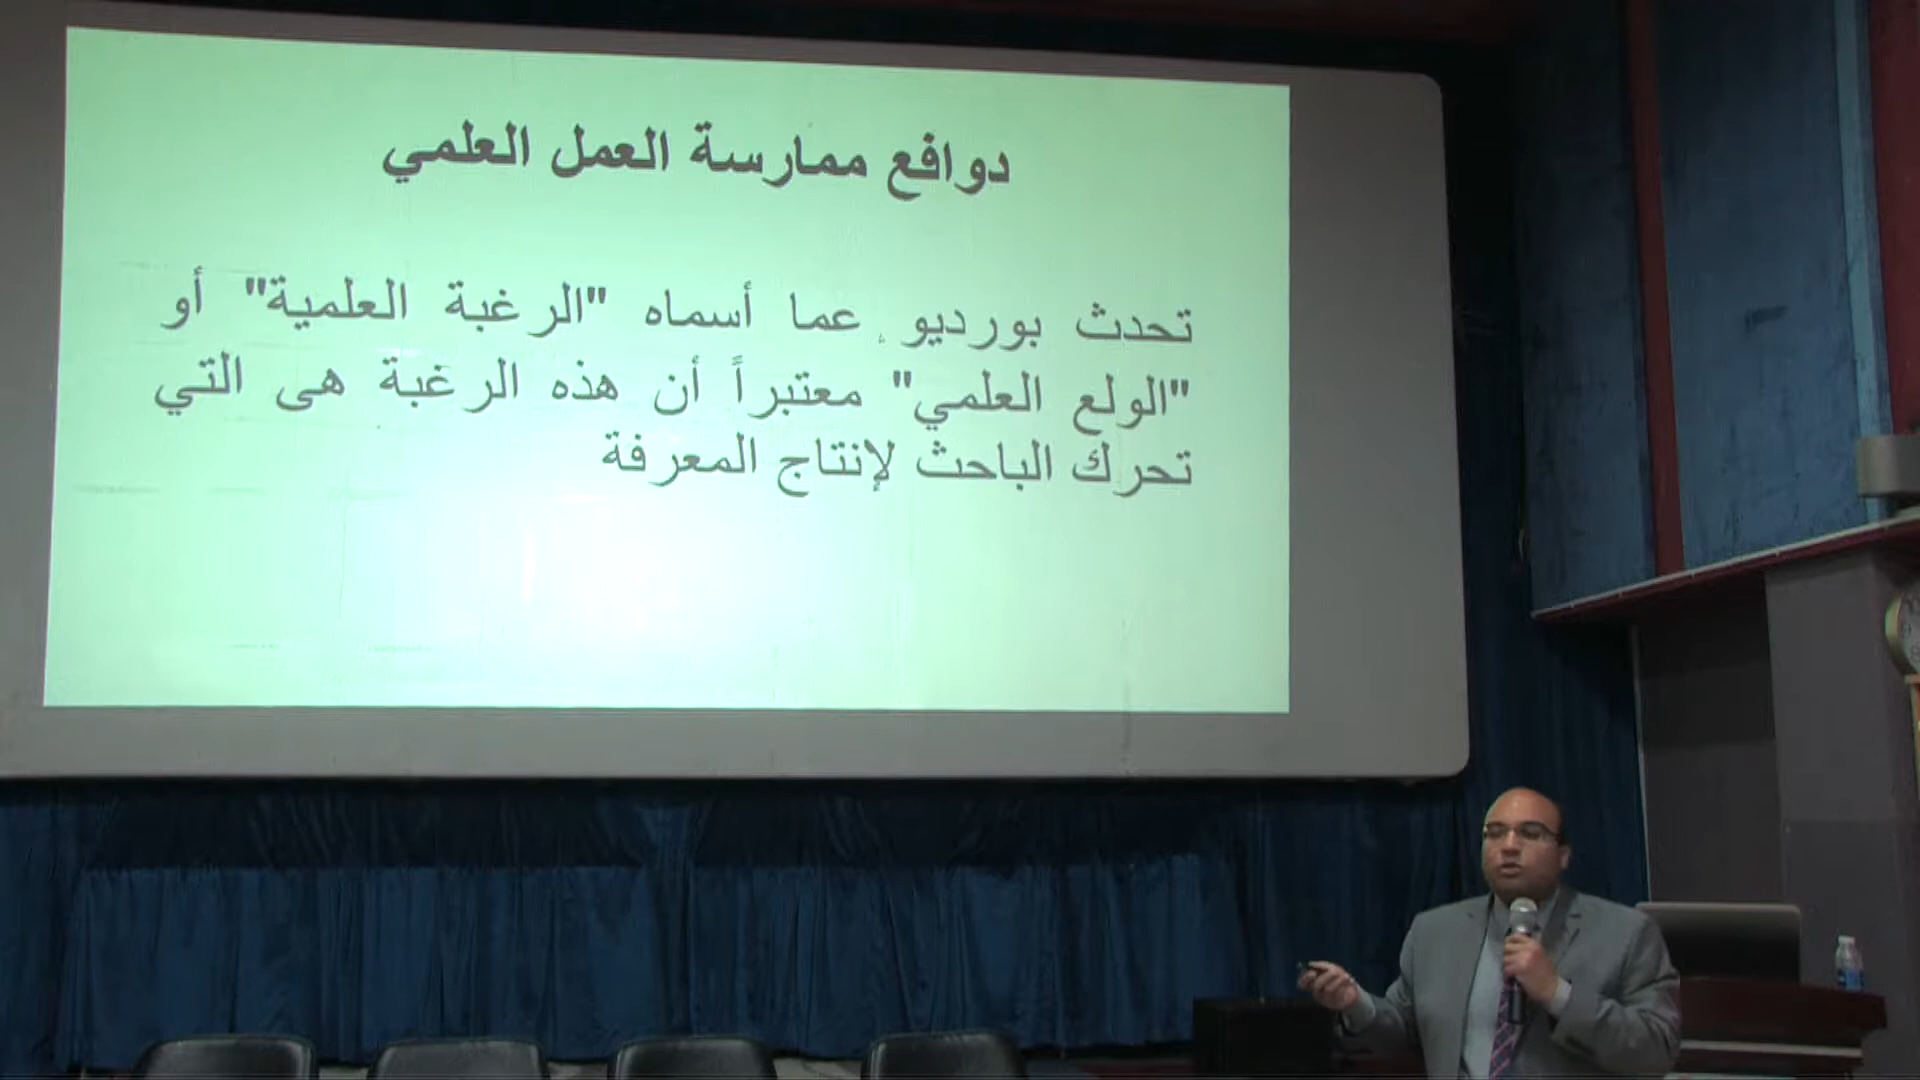 دوافع ممارسة العمل العلمي
تحدث بورديو عما أسماه "الرغبة العلمية" أو
"الولع العلمي" معتبراً أن هذه الرغبة هى التي
تحرك الباحث لإنتاج المعرفة